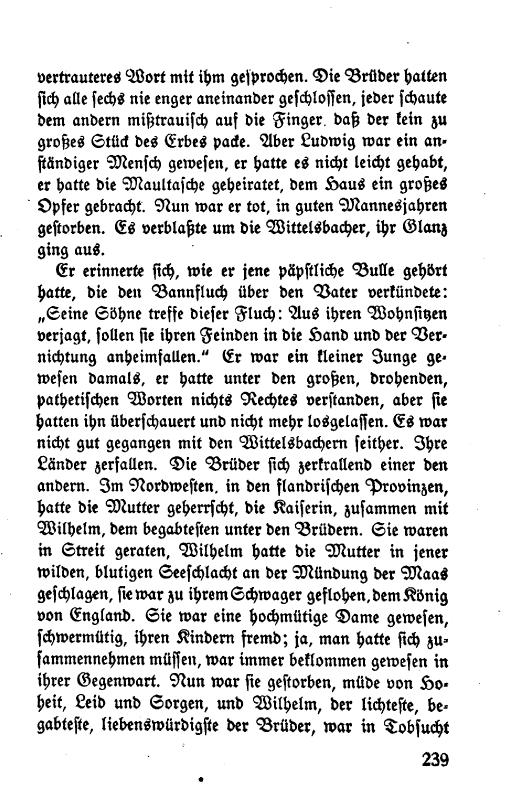 vertrauteres Wort mit ihm gesprochen. Die Brüder hatten
sich alle sechs nie enger aneinander geschlossen, jeder schaute
dem andern mißtrauisch auf die Finger, daß der kein zu
großes Stück des Erbes packe. Aber Ludwig war ein an-
ständiger Mensch gewesen, er hatte es nicht leicht gehabt,
er hatte die Maultasche geheiratet, dem Haus ein großes
Opfer gebracht. Nun war er tot, in guten Mannesjahren
gestorben. Es verblaßte um die Wittelsbacher, ihr Glanz
ging aus.
Er erinnerte sich, wie er jene päpstliche Bulle gehört
hatte, die den Bannfluch über den Vater verkündete:
„Seine Söhne treffe dieser Fluch: Aus ihren Wohnsitzen
verjagt, sollen sie ihren Feinden in die Hand und der Ver-
nichtung anheimfallen.“ Er war ein kleiner Junge ge-
wesen damals, er hatte unter den großen, drohenden,
pathetischen Worten nichts Rechtes verstanden, aber sie
hatten ihn überschauert und nicht mehr losgelassen. Es war
nicht gut gegangen mit den Wittelsbachern seither. Ihre
Länder zerfallen. Die Brüder sich zerkrallend einer den
andern. Im Nordwesten, in den flandrischen Provinzen,
hatte die Mutter geherrscht, die Kaiserin, zusammen mit
Wilhelm, dem begabtesten unter den Brüdern. Sie waren
in Streit geraten, Wilhelm hatte die Mutter in jener
wilden, blutigen Seeschlacht an der Mündung der Maas
geschlagen, sie war zu ihrem Schwager geflohen, dem König
von England. Sie war eine hochmütige Dame gewesen,
schwermütig, ihren Kindern fremd; ja, man hatte sich zu-
sammennehmen müssen, war immer beklommen gewesen in
ihrer Gegenwart. Nun war sie gestorben, müde von Ho-
heit, Leid und Sorgen, und Wilhelm, der lichteste, be-
gabteste, liebenswürdigste der Brüder, war in Tobsucht
239